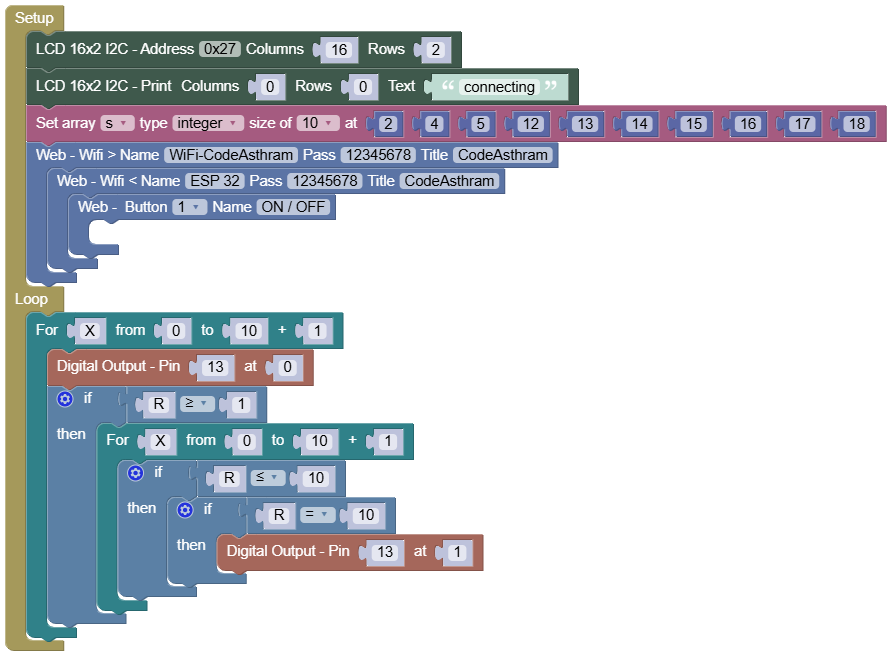 Setup
LCD 16x2 I2C - Address 0x27 Columns 16 Rows 2
LCD 16x2 I2C - Print Columns 0 Rows 0 Text “ connecting ”
Set array s type integer size of 10 at 2 4 5 12 13 14 15 16 17 18
Web - Wifi > Name WiFi-CodeAsthram Pass 12345678 Title CodeAsthram
Web - Wifi < Name ESP 32 Pass 12345678 Title CodeAsthram
Web - Button 1 Name ON / OFF
Loop
For X from 0 to 10 + 1
Digital Output - Pin 13 at 0
if R ≥ 1
then For X from 0 to 10 + 1
if R ≤ 10
then if R = 10
then Digital Output - Pin 13 at 1